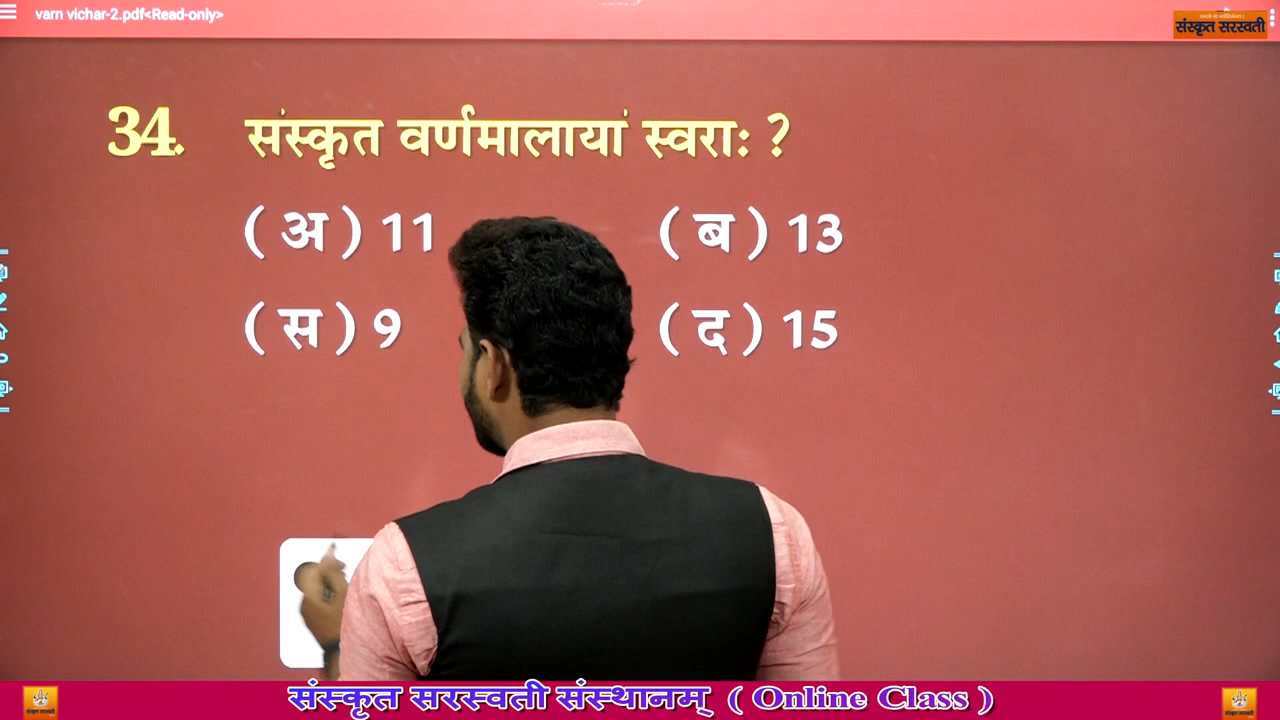 varn vichar-2.pdf<Read-only>
संस्कृत सरस्वती
34. संस्कृत वर्णमालायां स्वराः ?
( अ ) 11 ( ब ) 13
( स ) 9 ( द ) 15
संस्कृत सरस्वती संस्थानम् ( Online Class )